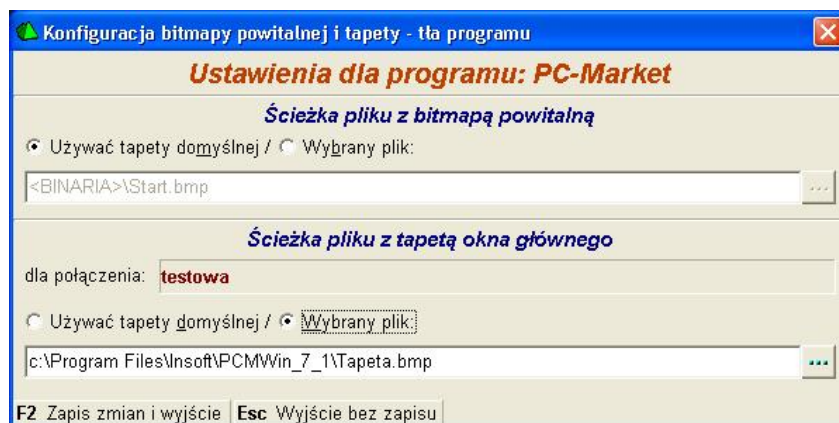 Konfiguracja bitmapy powitalnej i tapety - tła programu
Ustawienia dla programu: PC-Market
Ścieżka pliku z bitmapą powitalną
Używać tapety domyślnej / Wybrany plik:
<BINARIA>\Start.bmp ...
Ścieżka pliku z tapetą okna głównego
dla połączenia: testowa
Używać tapety domyślnej / Wybrany plik:
c:\Program Files\Insoft\PCMWin_7_1\Tapeta.bmp ...
F2 Zapis zmian i wyjście Esc Wyjście bez zapisu